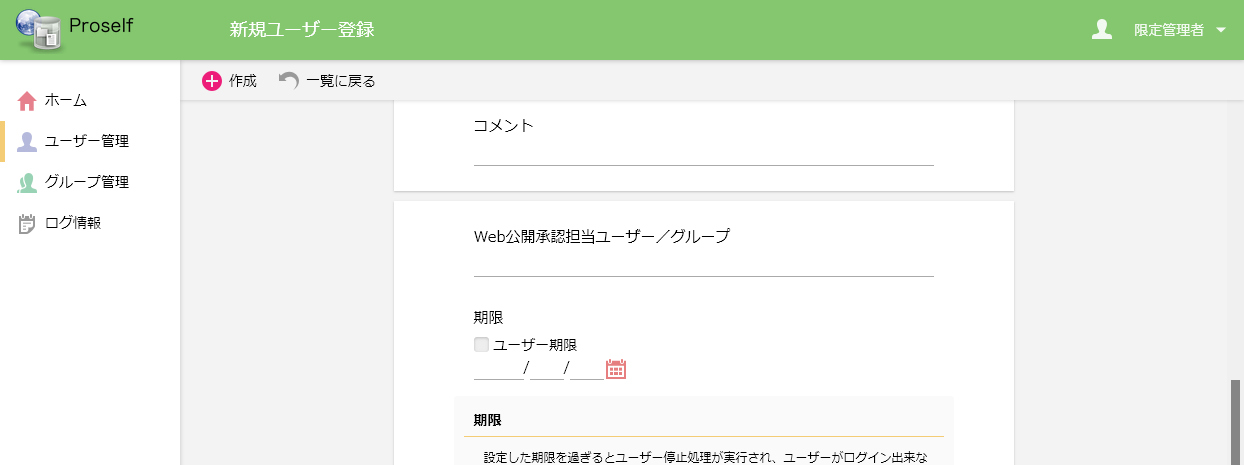 Proself
新規ユーザー登録
限定管理者
作成
一覧に戻る
ホーム
ユーザー管理
グループ管理
ログ情報
コメント
Web公開承認担当ユーザー／グループ
期限
ユーザー期限
/ /
期限
設定した期限を過ぎるとユーザー停止処理が実行され、ユーザーがログイン出来な